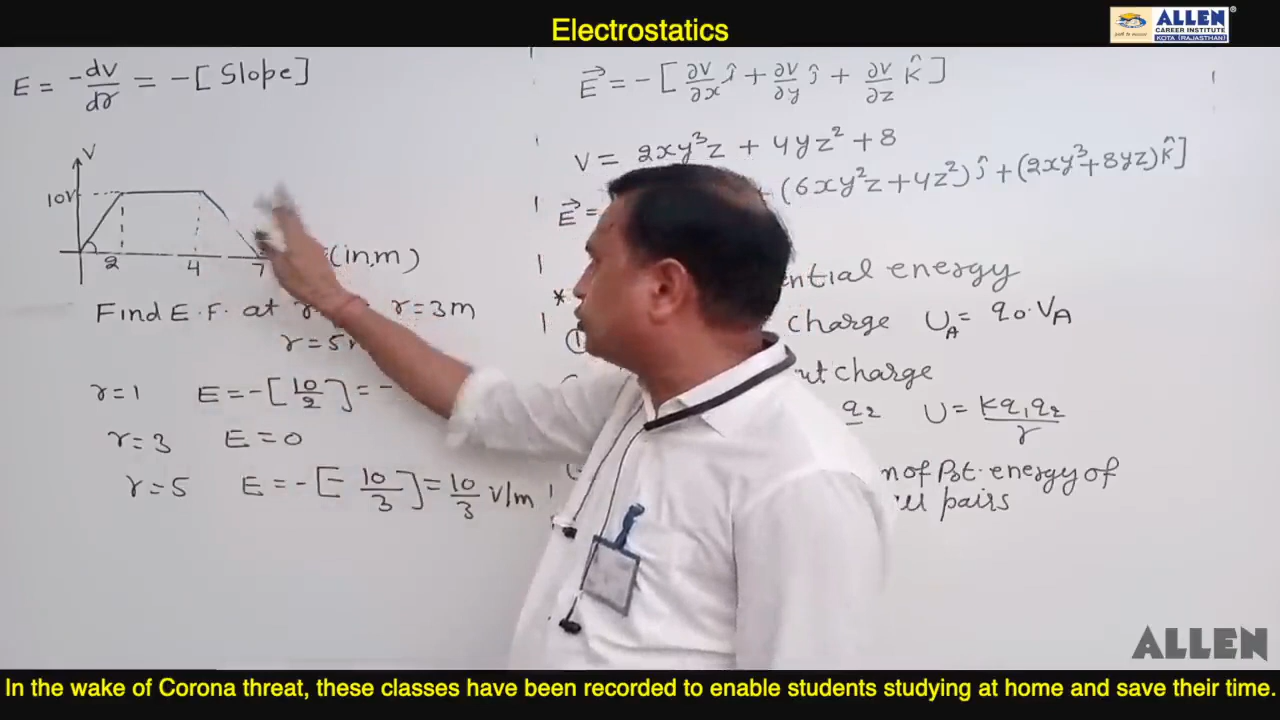 Electrostatics
ALLEN
CAREER INSTITUTE
KOTA (RAJASTHAN)
E = -dV/dr = -[Slope]
V
10V
2 4 7 (in,m)
Find E.F. at r = 3m
r = 5
r = 1 E = -[10/2] = -
r = 3 E = 0
r = 5 E = -[-10/3] = 10/3 V/m
E⃗ = -[∂V/∂x î + ∂V/∂y ĵ + ∂V/∂z k̂]
V = 2xy³z + 4yz² + 8
E⃗ = + (6xy²z + 4z²)ĵ + (2xy³ + 8yz)k̂]
energy
*
① charge U_A = q₀.V_A
charge
q₂ U = kq₁q₂/r
of Pot. energy of
pairs
ALLEN
In the wake of Corona threat, these classes have been recorded to enable students studying at home and save their time.